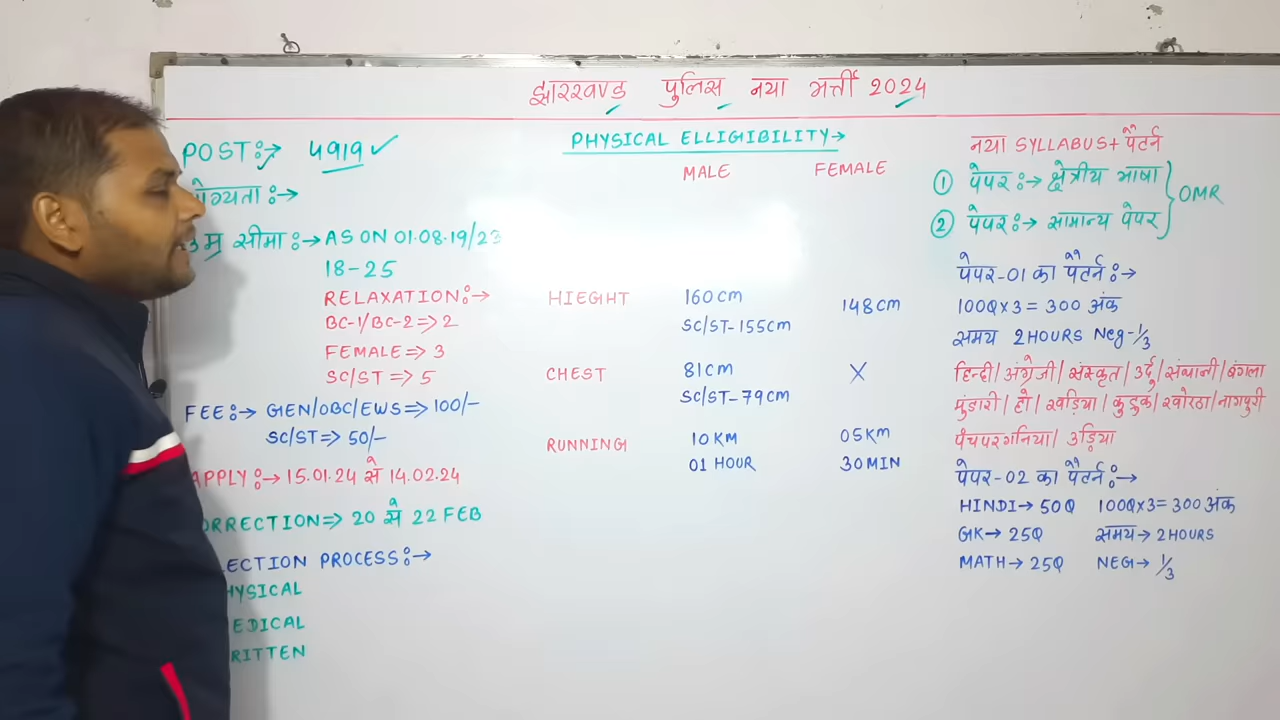 झारखण्ड पुलिस नया भर्ती 2024
POST:→ 4919 ✓
योग्यता:→
उम्र सीमा:→ AS ON 01.08.19/23
18-25
RELAXATION:→
BC-1/BC-2 => 2
FEMALE => 3
SC/ST => 5
FEE:→ GEN/OBC/EWS => 100/-
SC/ST => 50/-
APPLY:→ 15.01.24 से 14.02.24
ORRECTION => 20 से 22 FEB
LECTION PROCESS:→
HYSICAL
EDICAL
RITTEN
PHYSICAL ELLIGIBILITY→
MALE FEMALE
HIEGHT 160cm 148cm
SC/ST-155cm
CHEST 81cm X
SC/ST-79cm
RUNNING 10KM 05KM
01 HOUR 30MIN
नया SYLLABUS+ पैटर्न
① पेपर:→ क्षेत्रीय भाषा
② पेपर:→ सामान्य पेपर
} OMR
पेपर-01 का पैटर्न:→
100Q×3=300 अंक
समय 2HOURS Neg-1/3
हिन्दी/अंग्रेजी/संस्कृत/उर्दू/संथाली/बंगला
मुंडारी/हो/खड़िया/कुडुक/खोरठा/नागपुरी
पंचपरगनिया/उड़िया
पेपर-02 का पैटर्न:→
HINDI→50Q 100Q×3=300 अंक
GK→25Q समय→2HOURS
MATH→25Q NEG→1/3